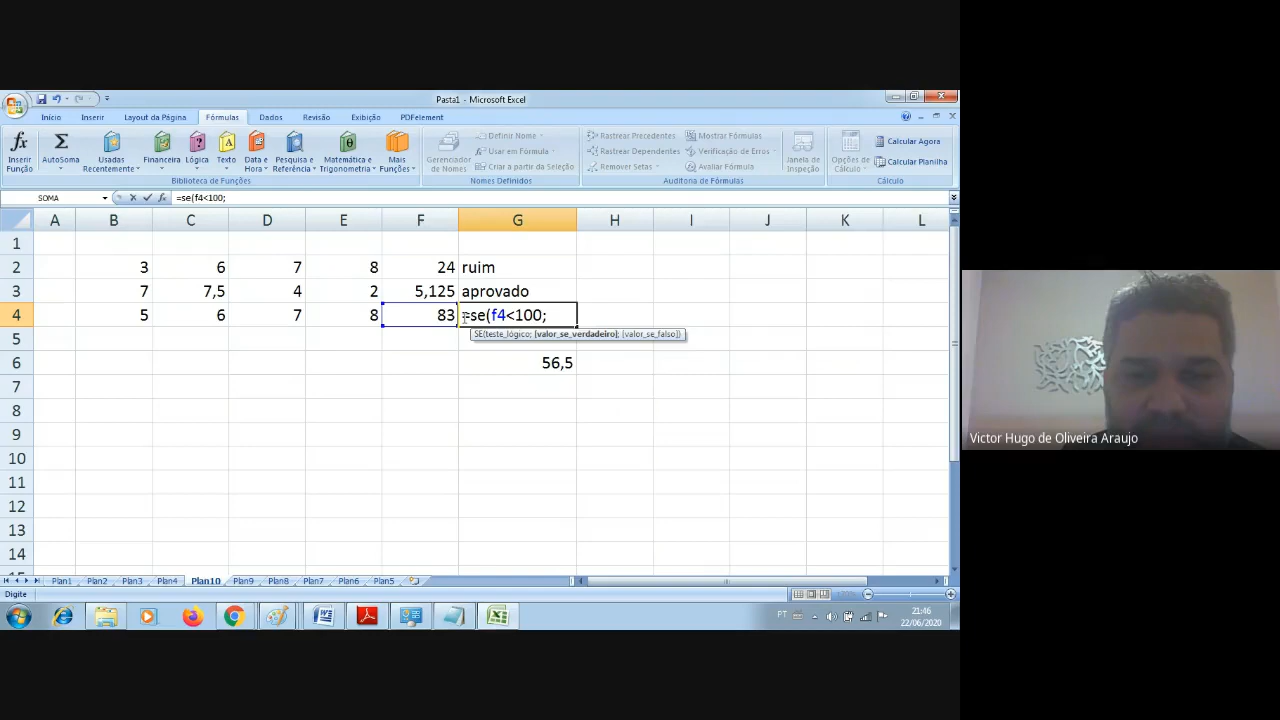 Pasta1 - Microsoft Excel
Início Inserir Layout da Página Fórmulas Dados Revisão Exibição PDFelement
Inserir Função
AutoSoma
Usadas Recentemente
Financeira
Lógica
Texto
Data e Hora
Pesquisa e Referência
Matemática e Trigonometria
Mais Funções
Biblioteca de Funções
Gerenciador de Nomes
Definir Nome
Usar em Fórmula
Criar a partir da Seleção
Nomes Definidos
Rastrear Precedentes
Rastrear Dependentes
Remover Setas
Mostrar Fórmulas
Verificação de Erros
Avaliar Fórmula
Auditoria de Fórmulas
Janela de Inspeção
Opções de Cálculo
Calcular Agora
Calcular Planilha
Cálculo
SOMA =se(f4<100;
A B C D E F G H I J K L
1
2 3 6 7 8 24 ruim
3 7 7,5 4 2 5,125 aprovado
4 5 6 7 8 83 =se(f4<100;
SE(teste_lógico; [valor_se_verdadeiro]; [valor_se_falso])
5
6 56,5
7
8
9
10
11
12
13
14
Plan1 Plan2 Plan3 Plan4 Plan10 Plan9 Plan8 Plan7 Plan6 Plan5
Digite
PT
21:46
22/06/2020
Victor Hugo de Oliveira Araujo